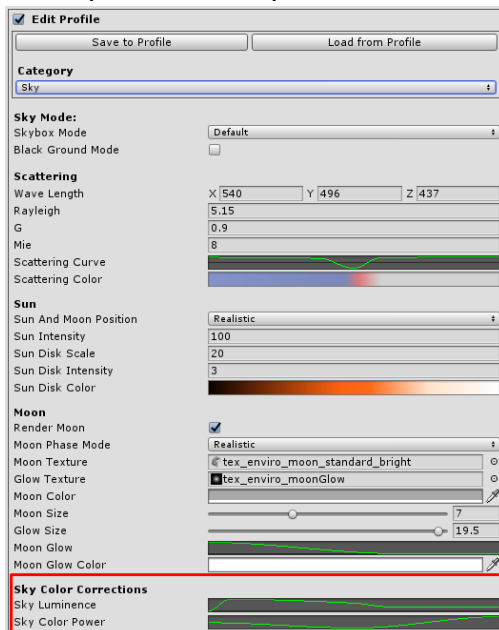 Edit Profile
Save to Profile Load from Profile
Category
Sky
Sky Mode:
Skybox Mode Default
Black Ground Mode
Scattering
Wave Length X 540 Y 496 Z 437
Rayleigh 5.15
G 0.9
Mie 8
Scattering Curve
Scattering Color
Sun
Sun And Moon Position Realistic
Sun Intensity 100
Sun Disk Scale 20
Sun Disk Intensity 3
Sun Disk Color
Moon
Render Moon
Moon Phase Mode Realistic
Moon Texture tex_enviro_moon_standard_bright
Glow Texture tex_enviro_moonGlow
Moon Color
Moon Size 7
Glow Size 19.5
Moon Glow
Moon Glow Color
Sky Color Corrections
Sky Luminence
Sky Color Power